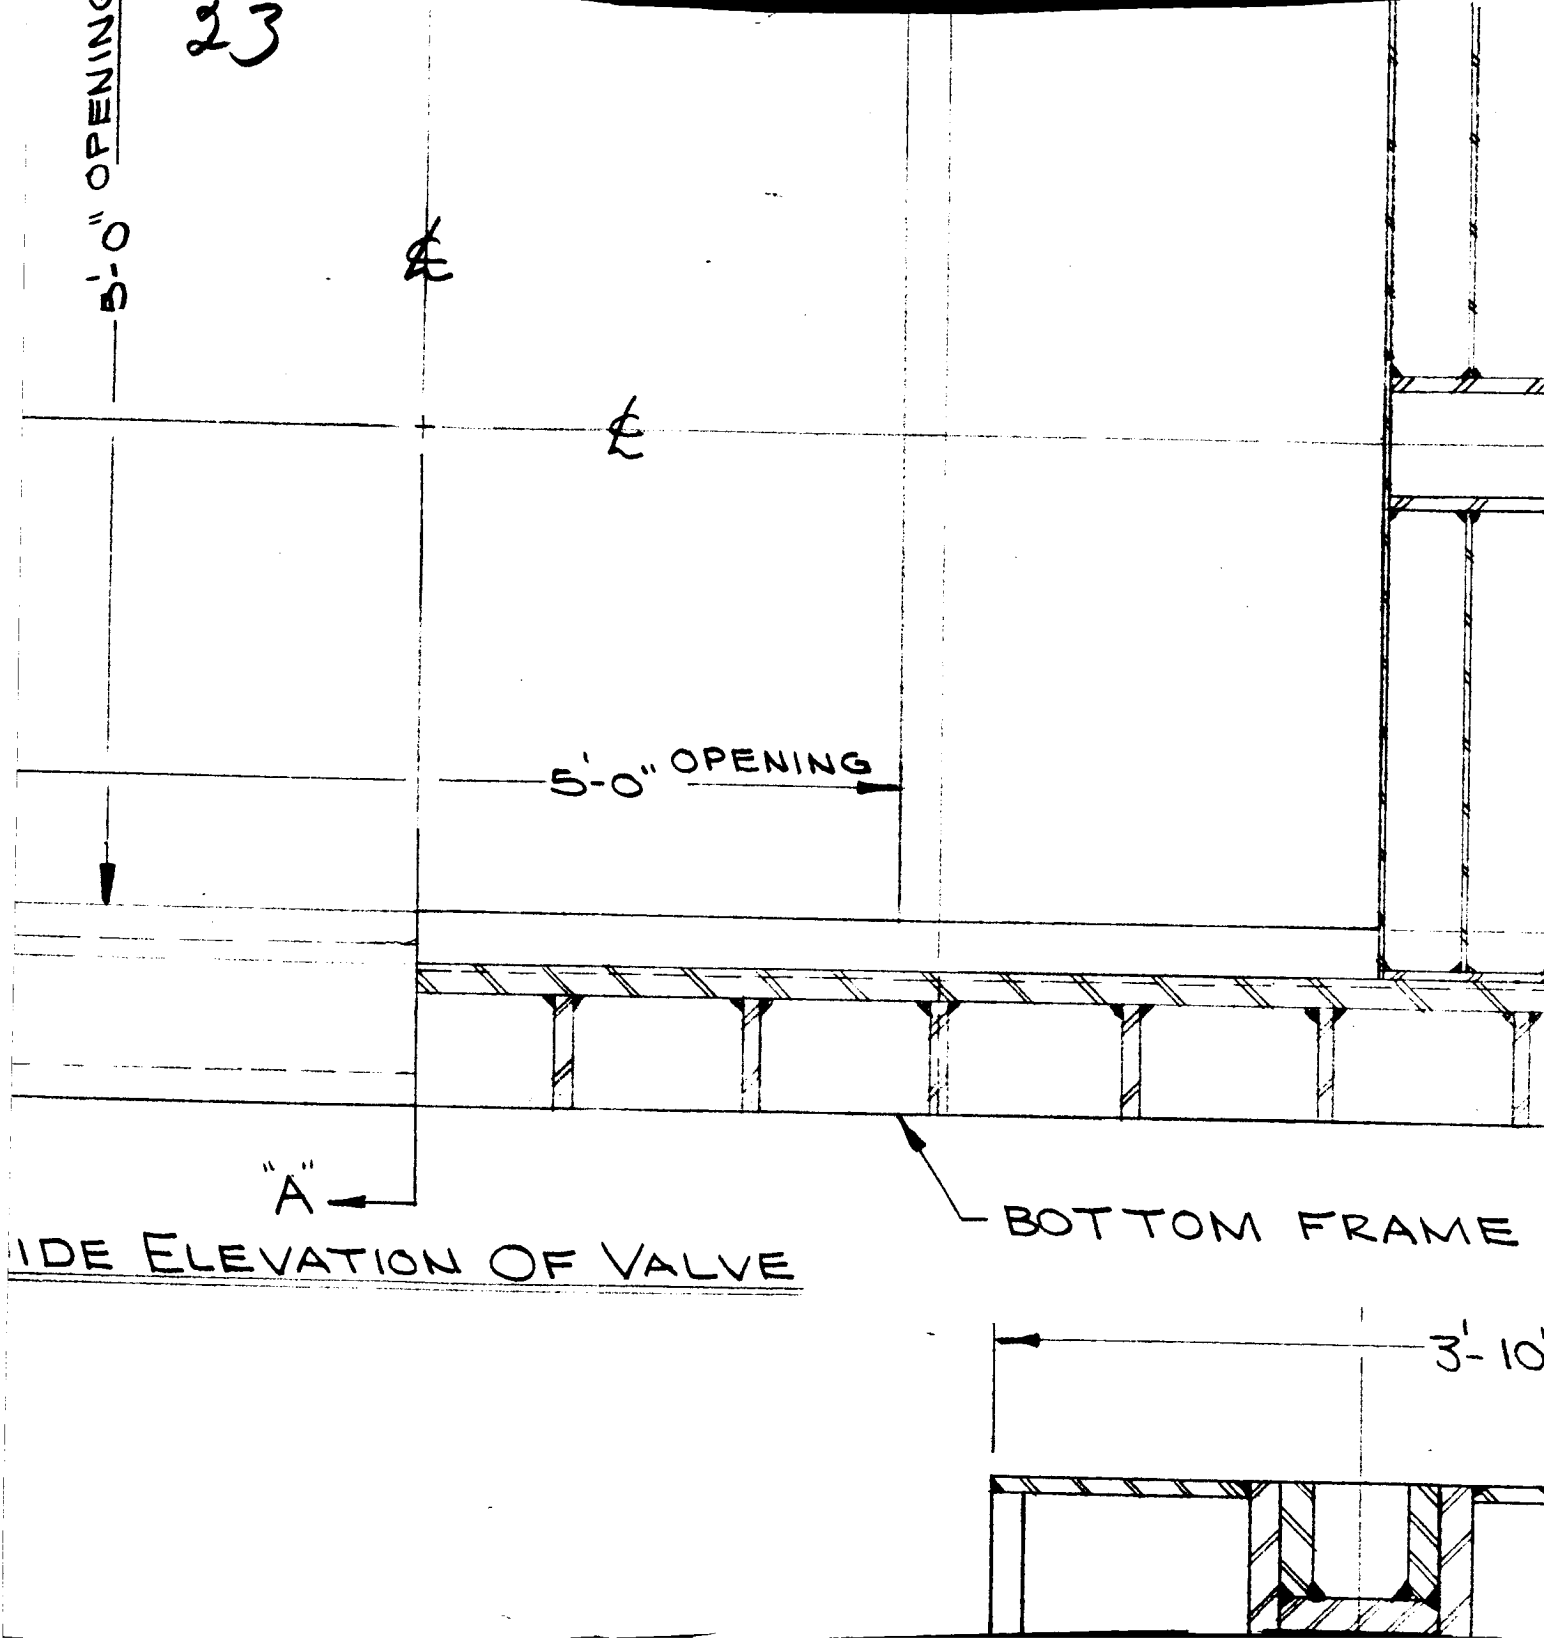 23
5'-0" OPENING
℄
℄
5'-0" OPENING
"A"
IDE ELEVATION OF VALVE
BOTTOM FRAME
3'-10"